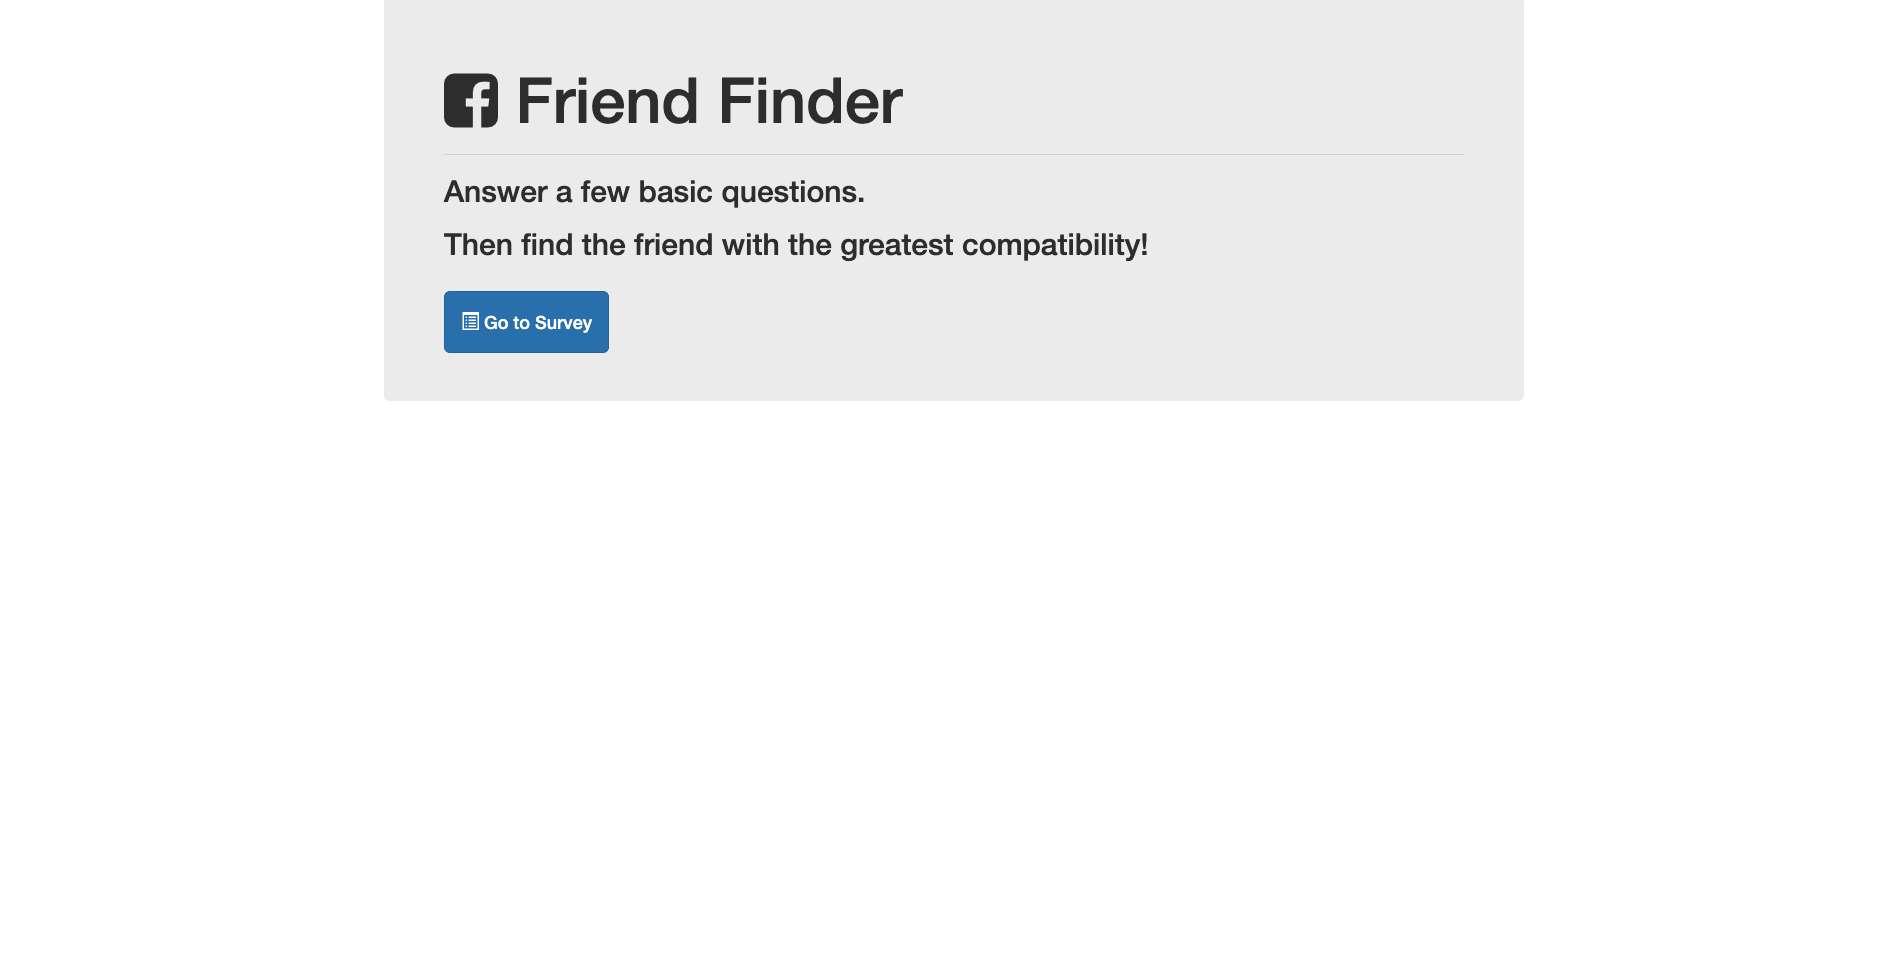 Friend Finder
Answer a few basic questions.
Then find the friend with the greatest compatibility!
Go to Survey